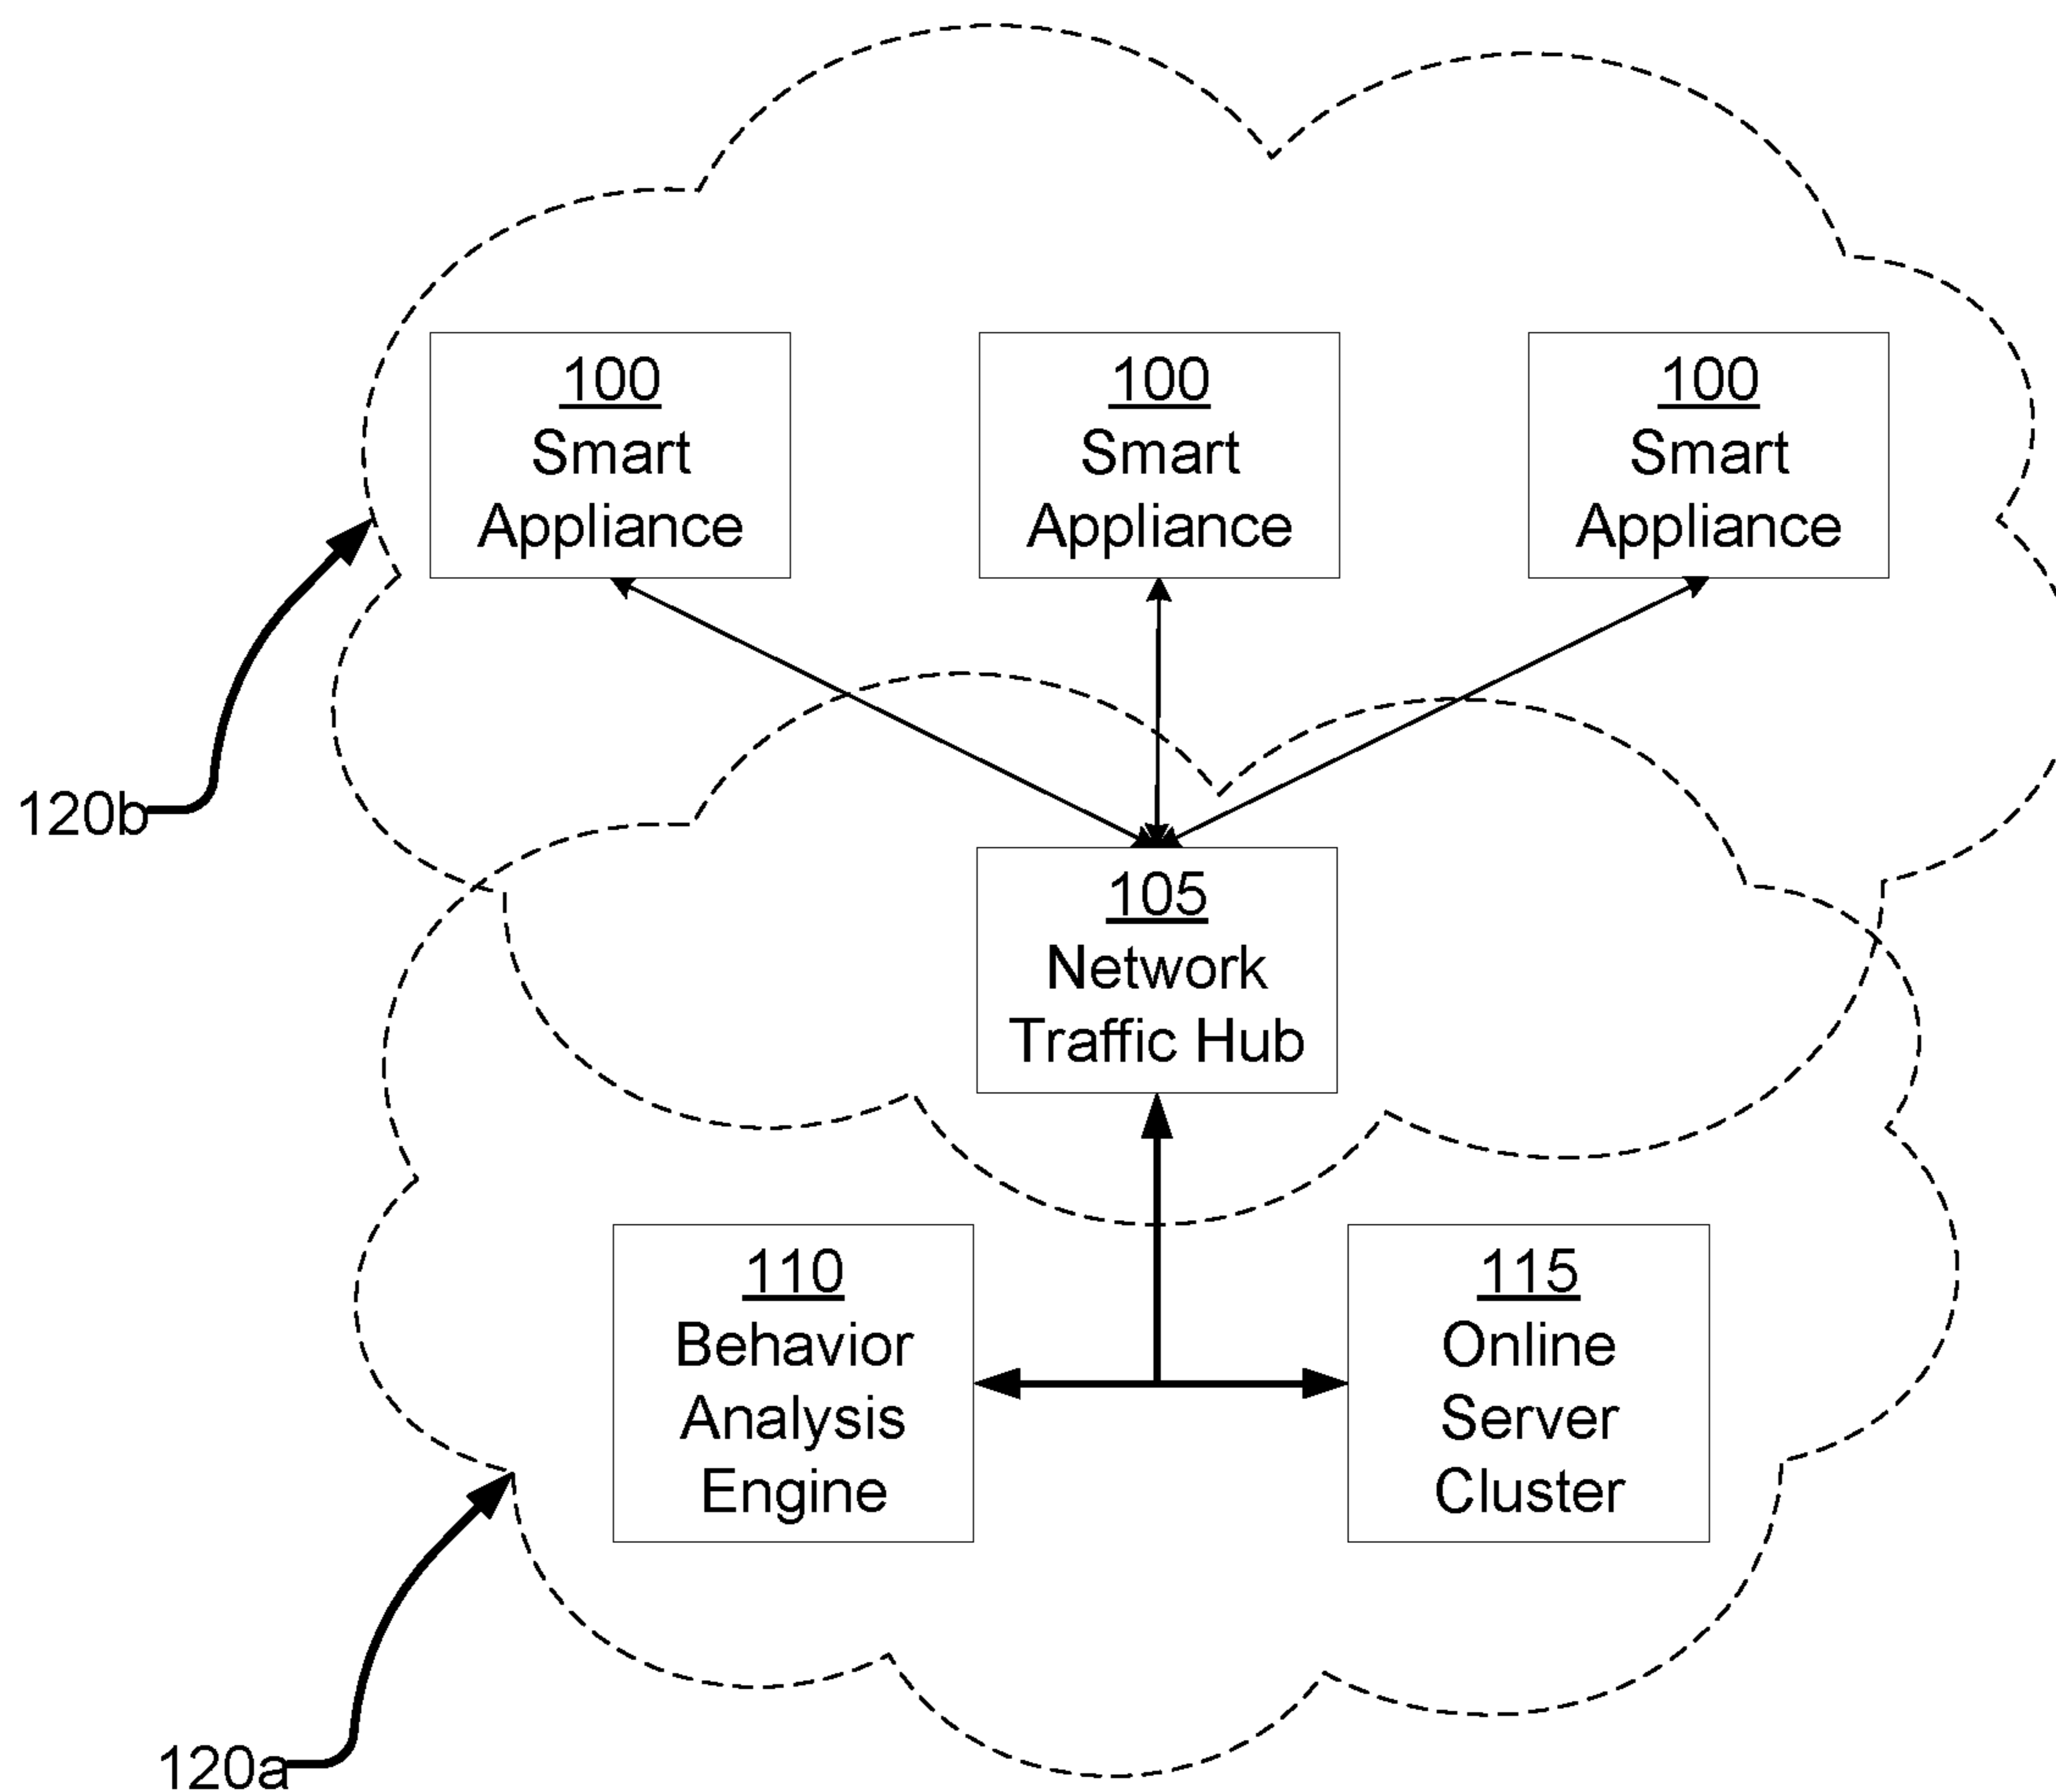 100
Smart
Appliance
100
Smart
Appliance
100
Smart
Appliance
120b
105
Network
Traffic Hub
110
Behavior
Analysis
Engine
115
Online
Server
Cluster
120a